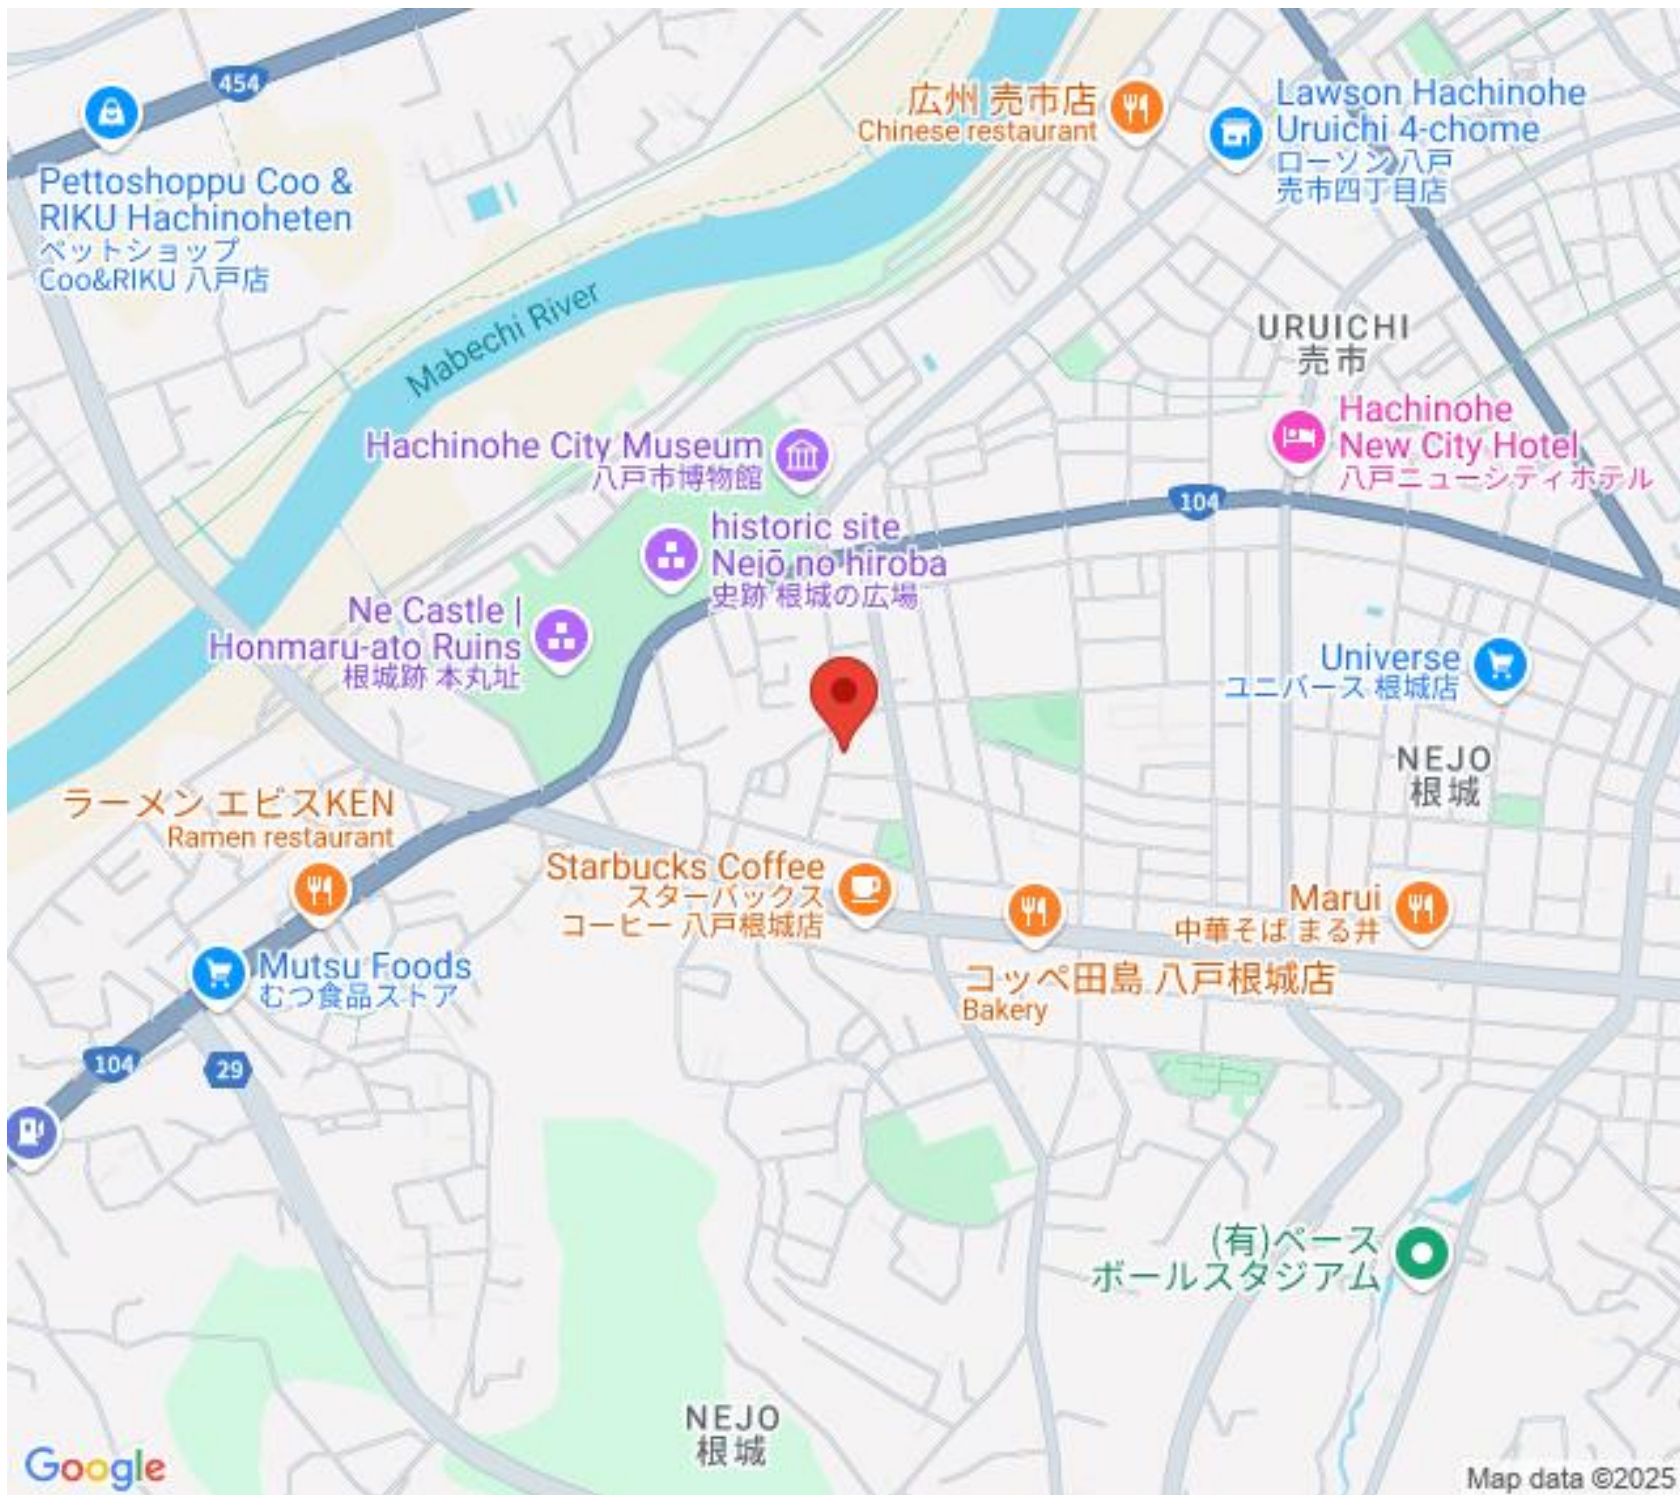 454
広州 売市店
Chinese restaurant
Lawson Hachinohe
Uruichi 4-chome
ローソン 八戸
売市四丁目店
Pettoshoppu Coo &
RIKU Hachinoheten
ペットショップ
Coo&RIKU 八戸店
Mabechi River
URUICHI
売市
Hachinohe
New City Hotel
八戸ニューシティホテル
Hachinohe City Museum
八戸市博物館
104
historic site
Nejō no hiroba
史跡 根城の広場
Ne Castle |
Honmaru-ato Ruins
根城跡 本丸址
Universe
ユニバース 根城店
NEJO
根城
ラーメン エビスKEN
Ramen restaurant
Starbucks Coffee
スターバックス
コーヒー 八戸根城店
Marui
中華そば まる井
コッペ田島 八戸根城店
Bakery
Mutsu Foods
むつ食品ストア
104
29
(有)ベース
ボールスタジアム
NEJO
根城
Google
Map data ©2025